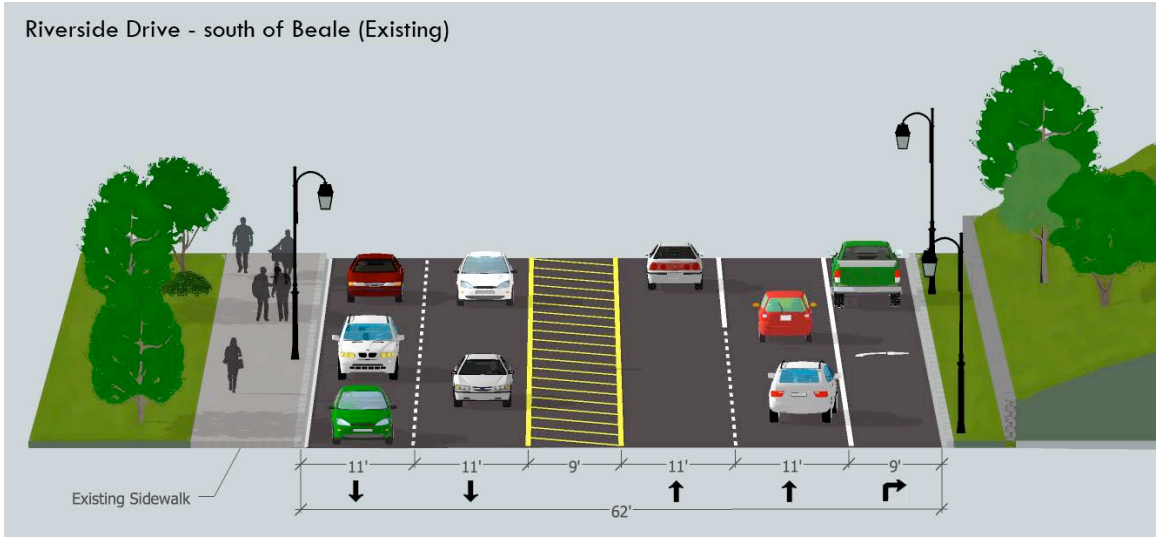 Riverside Drive - south of Beale (Existing)
11' 11' 9' 11' 11' 9'
Existing Sidewalk
62'